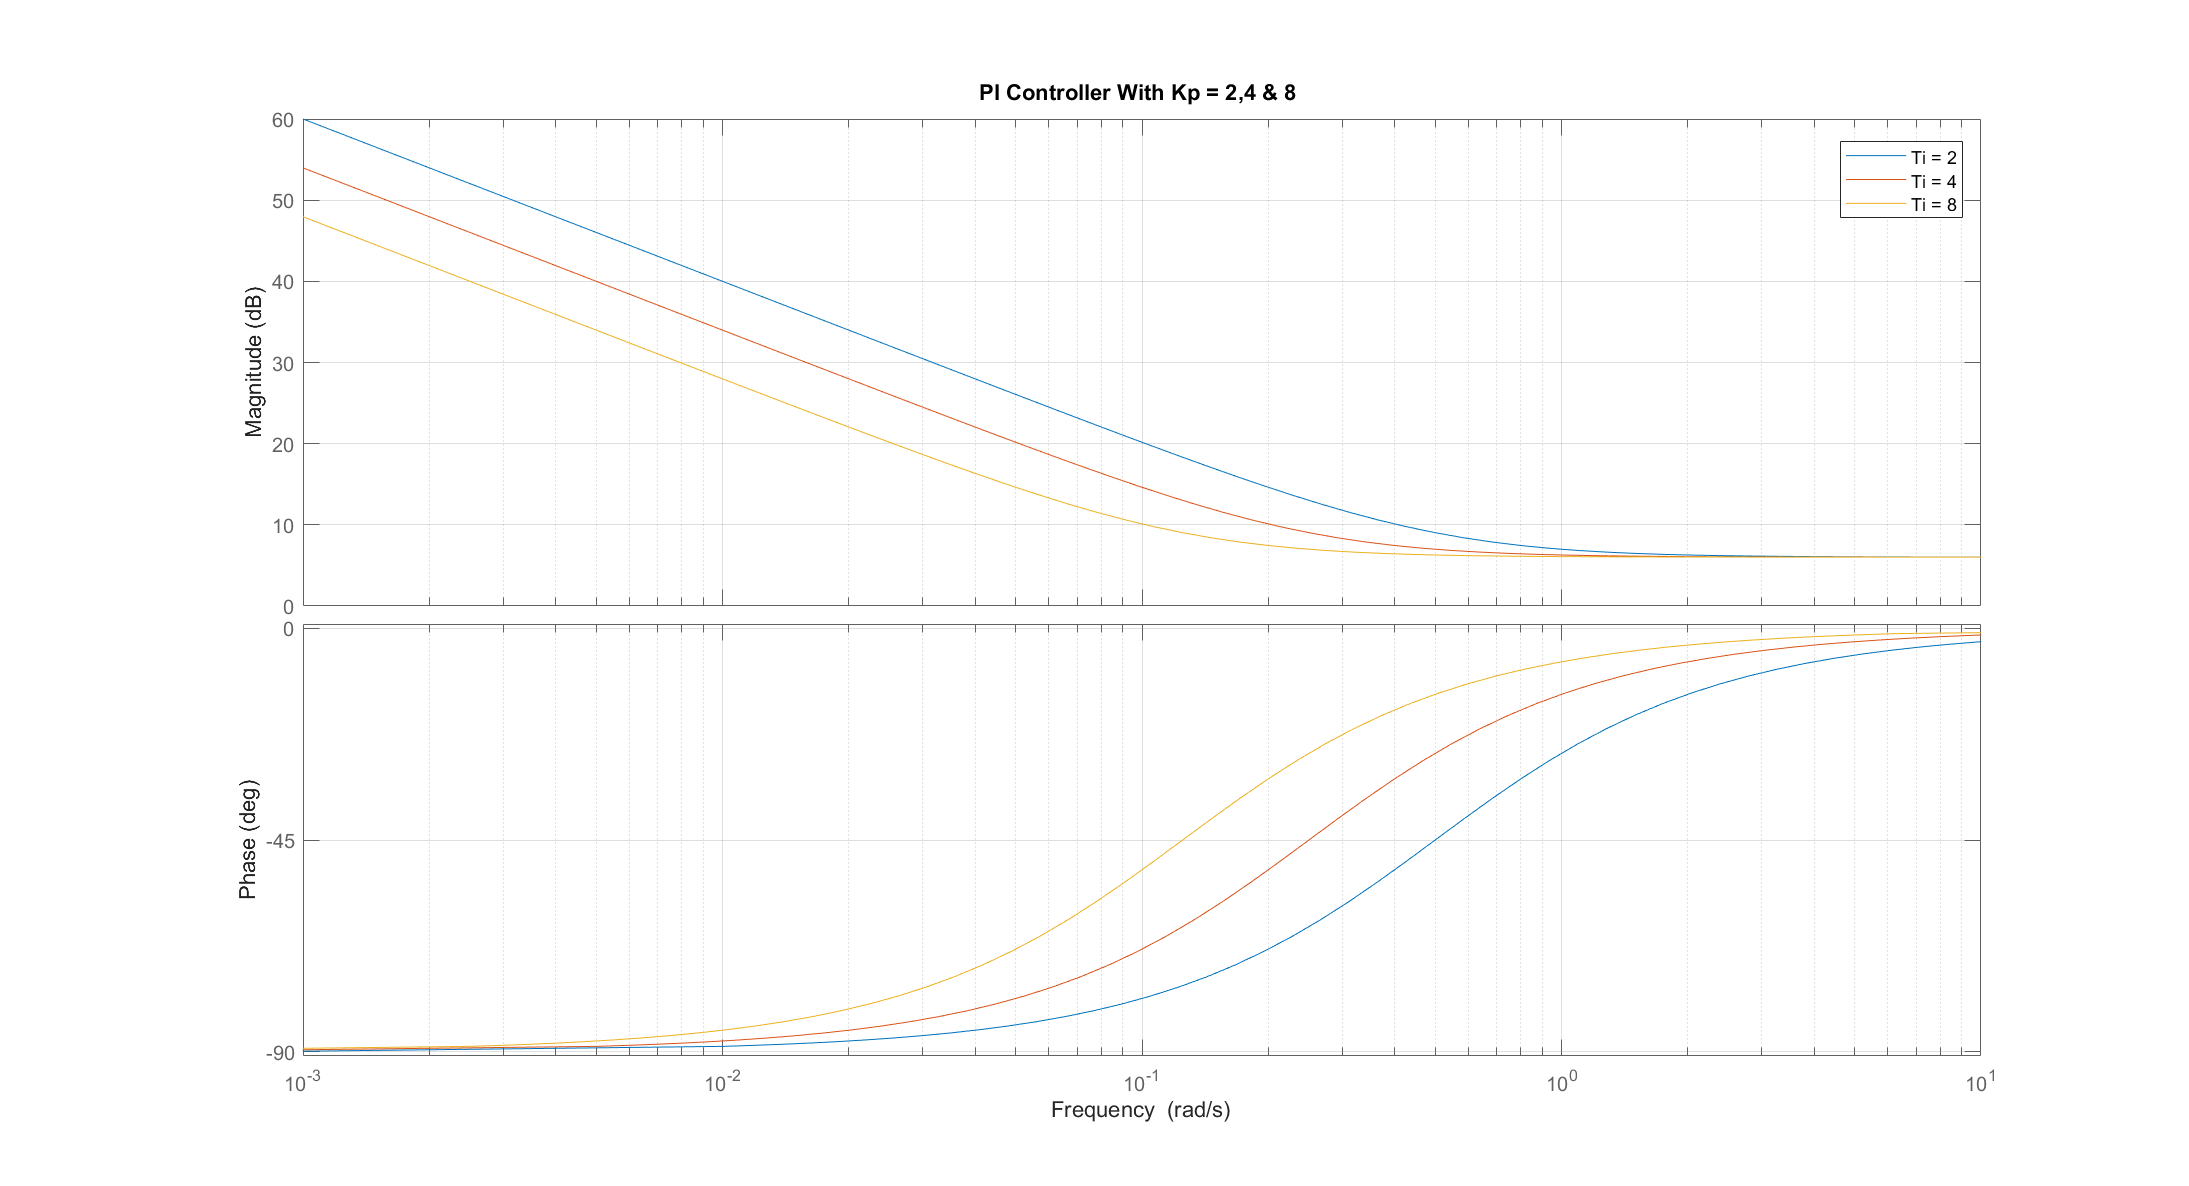 PI Controller With Kp = 2,4 & 8
60
50
40
30
20
10
0
Magnitude (dB)
Ti = 2
Ti = 4
Ti = 8
0
-45
-90
Phase (deg)
10^-3
10^-2
10^-1
10^0
10^1
Frequency (rad/s)